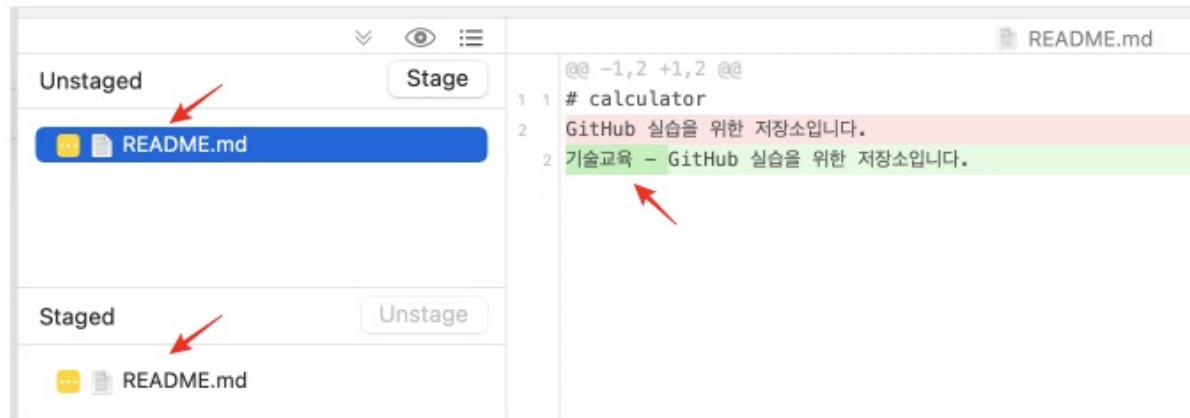 README.md
Unstaged
Stage
README.md
@@ -1,2 +1,2 @@
1 1 # calculator
2 GitHub 실습을 위한 저장소입니다.
2 기술교육 - GitHub 실습을 위한 저장소입니다.
Staged
Unstage
README.md